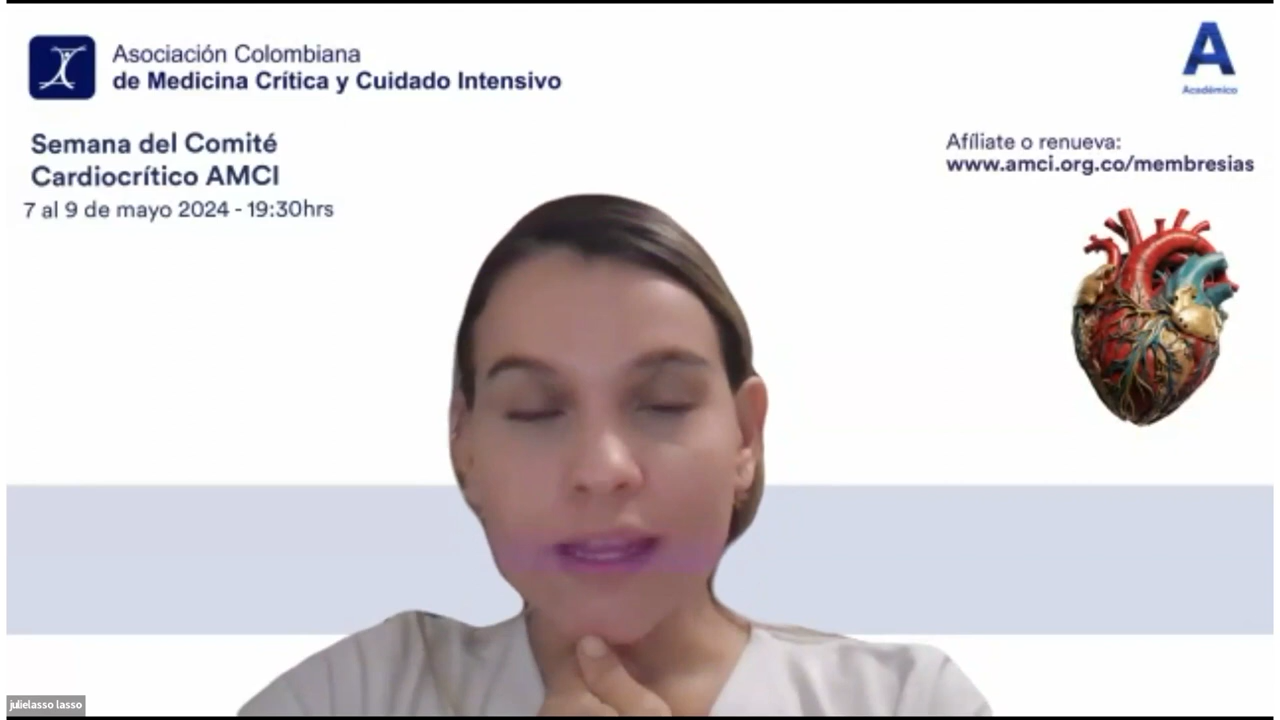 Asociación Colombiana
de Medicina Crítica y Cuidado Intensivo
A
Académico
Semana del Comité
Cardiocrítico AMCI
7 al 9 de mayo 2024 - 19:30hrs
Afíliate o renueva:
www.amci.org.co/membresias
julielasso lasso